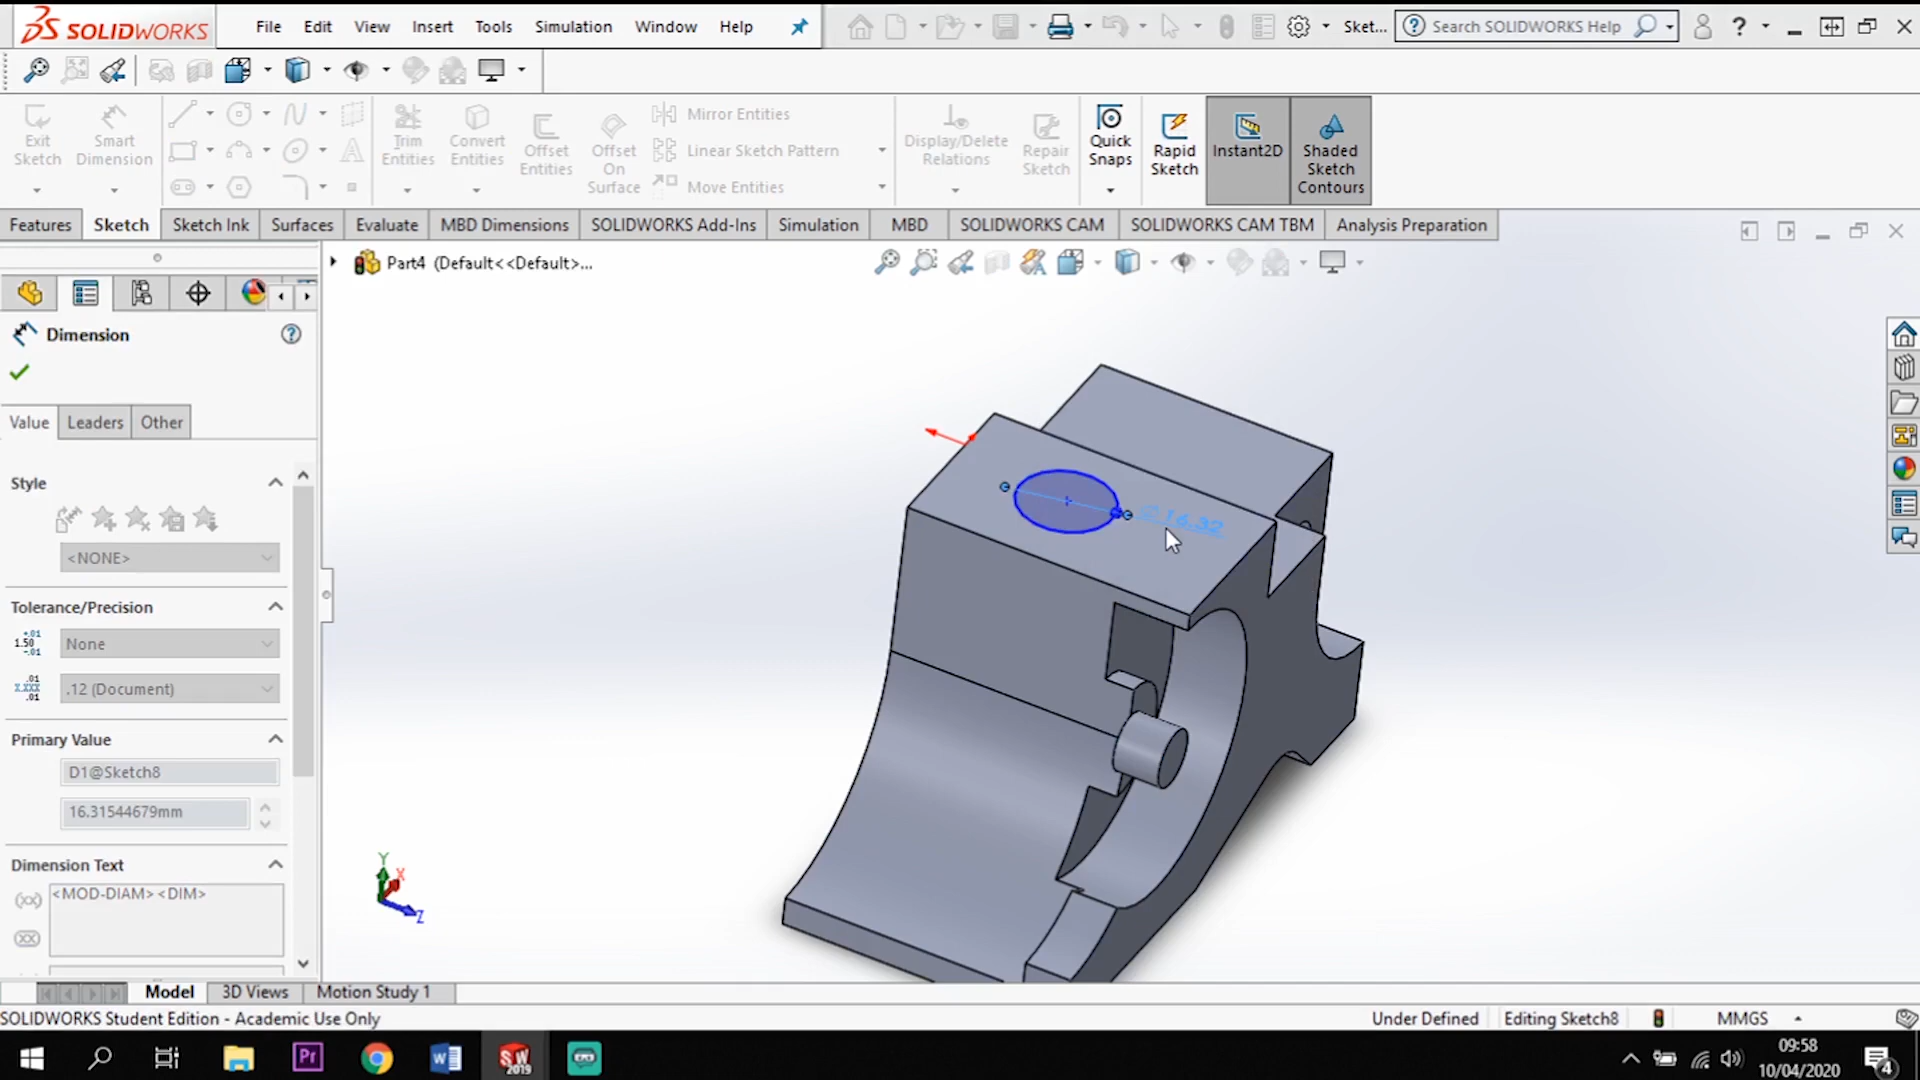 SOLIDWORKS File Edit View Insert Tools Simulation Window Help Sket... Search SOLIDWORKS Help
Exit Sketch
Smart Dimension
Trim Entities
Convert Entities
Offset Entities
Offset On Surface
Mirror Entities
Linear Sketch Pattern
Move Entities
Display/Delete Relations
Repair Sketch
Quick Snaps
Rapid Sketch
Instant2D
Shaded Sketch Contours
Features Sketch Sketch Ink Surfaces Evaluate MBD Dimensions SOLIDWORKS Add-Ins Simulation MBD SOLIDWORKS CAM SOLIDWORKS CAM TBM Analysis Preparation
Part4 (Default<<Default>...
Dimension
Value Leaders Other
Style
<NONE>
Tolerance/Precision
None
.12 (Document)
Primary Value
D1@Sketch8
16.31544679mm
Dimension Text
<MOD-DIAM><DIM>
∅16.32
Y
X
Z
Model 3D Views Motion Study 1
SOLIDWORKS Student Edition - Academic Use Only Under Defined Editing Sketch8 MMGS
09:58
10/04/2020
4